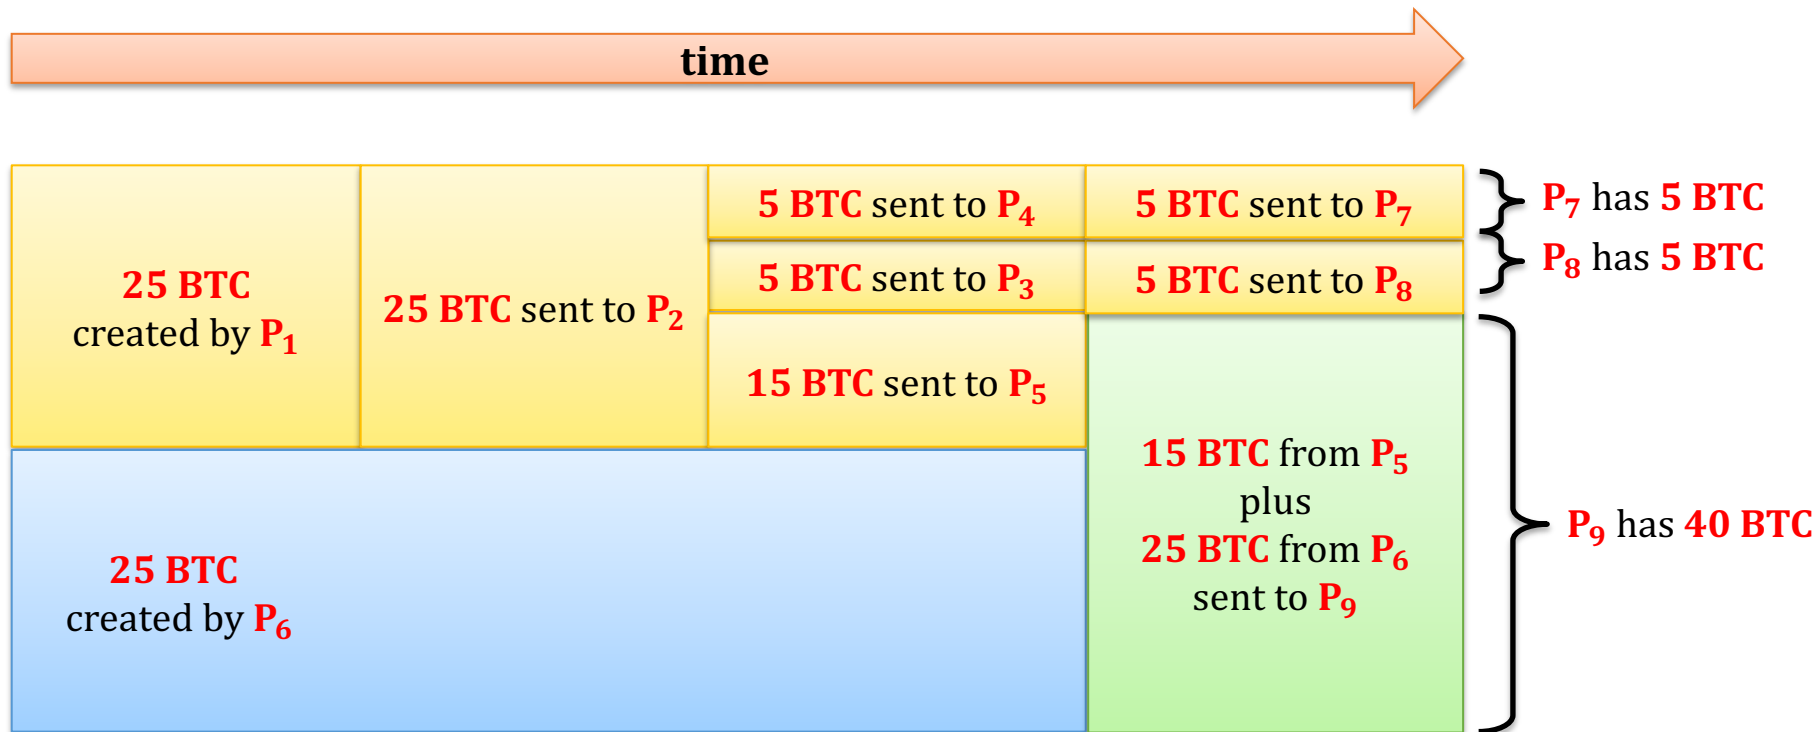 time
25 BTC
created by P₁
25 BTC sent to P₂
5 BTC sent to P₄
5 BTC sent to P₃
15 BTC sent to P₅
5 BTC sent to P₇
5 BTC sent to P₈
25 BTC
created by P₆
15 BTC from P₅
plus
25 BTC from P₆
sent to P₉
P₇ has 5 BTC
P₈ has 5 BTC
P₉ has 40 BTC